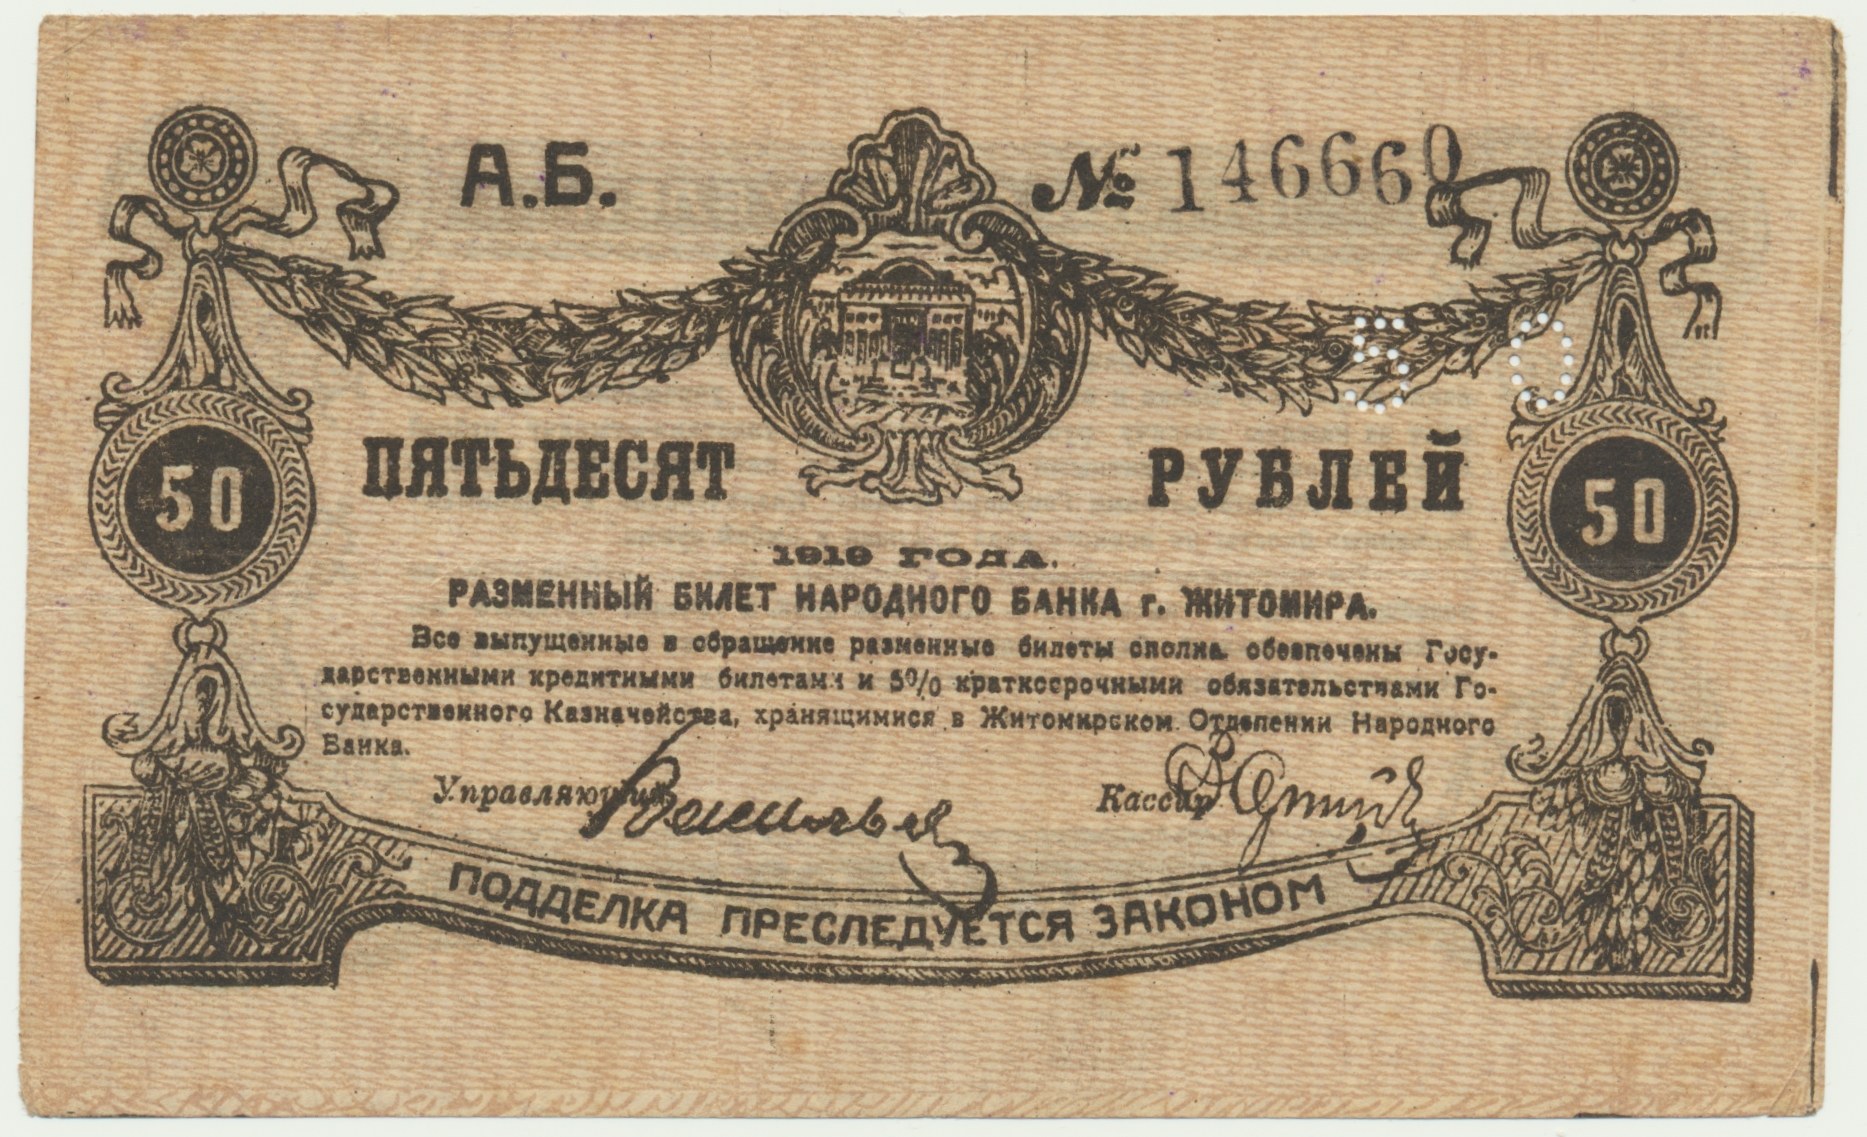 А.Б.
№ 146660
50
ПЯТЬДЕСЯТ РУБЛЕЙ
50
50
1919 ГОДА.
РАЗМЕННЫЙ БИЛЕТ НАРОДНОГО БАНКА г. ЖИТОМИРА.
Все выпущенные в обращение разменные билеты сполна обеспечены Госу-
дарственными кредитными билетами и 5% краткосрочными обязательствами Го-
сударственного Казначейства, хранящимися в Житомирском Отделении Народного
Банка.
Управляющий
Кассир
ПОДДЕЛКА ПРЕСЛЕДУЕТСЯ ЗАКОНОМ